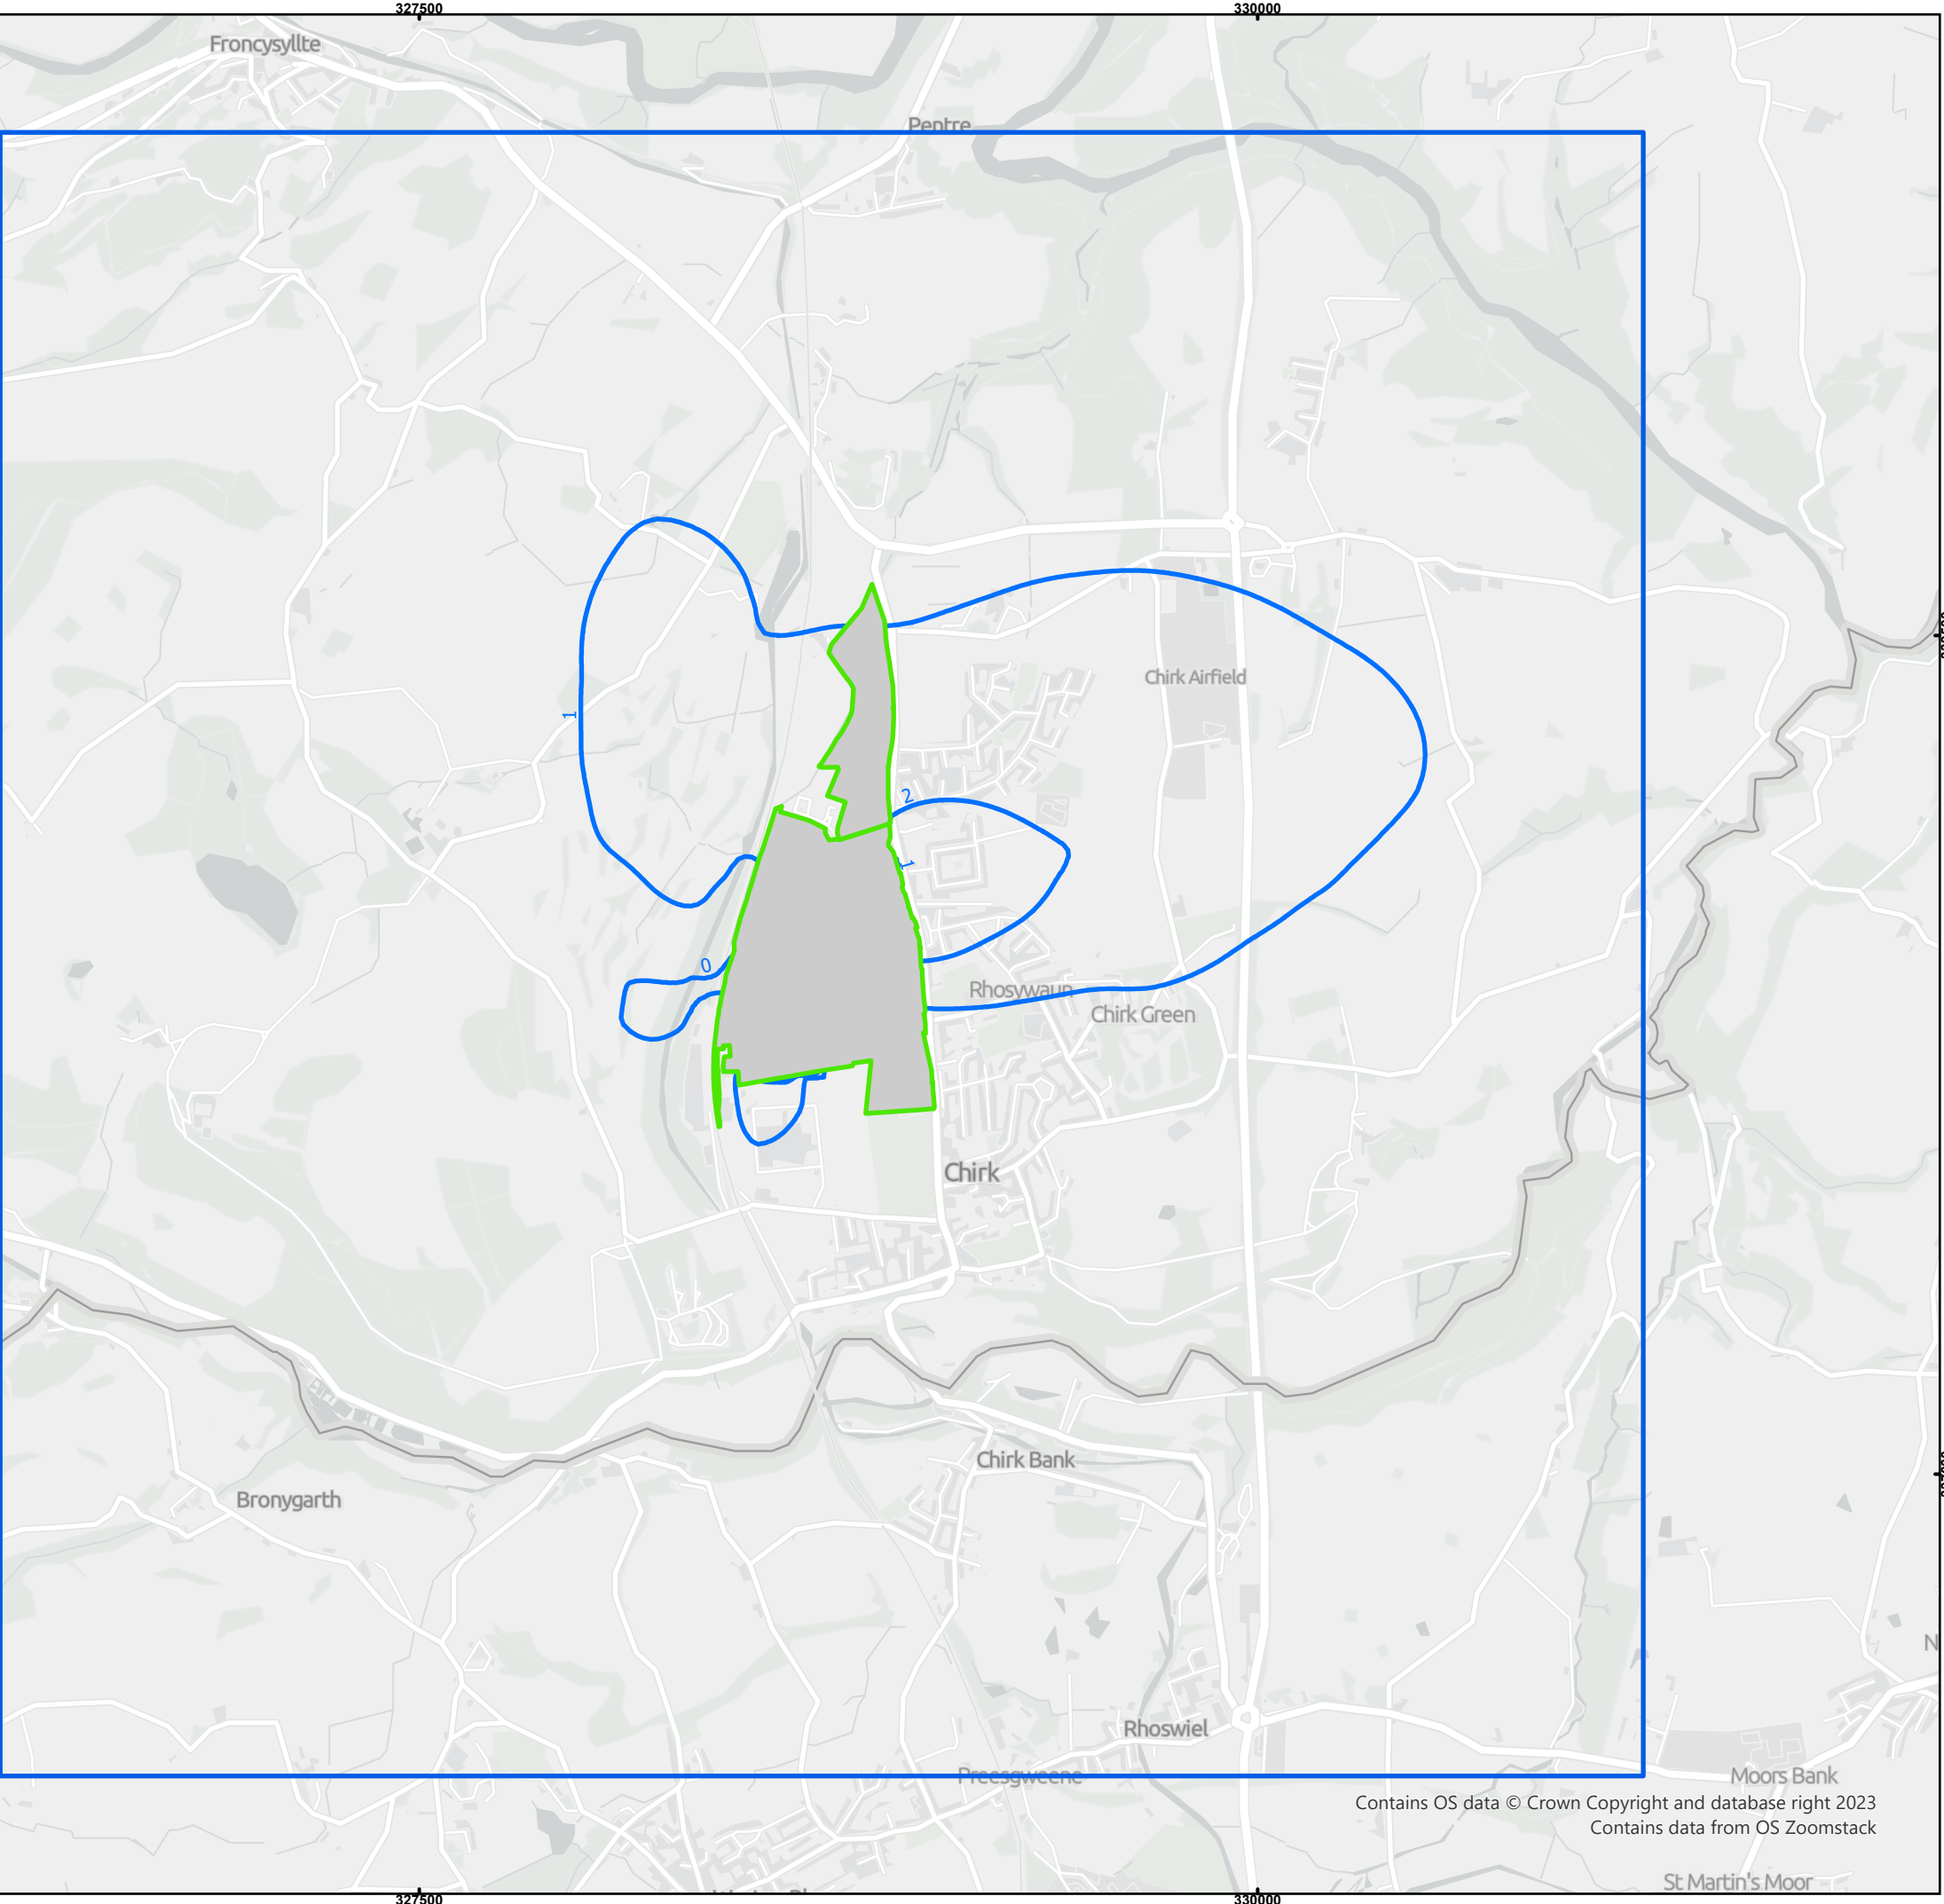 327500
330000
Froncysyllte
Pentre
Chirk Airfield
1
2
1
0
Rhosywaun
Chirk Green
Chirk
Chirk Bank
Bronygarth
Rhoswiel
Preesgweene
Moors Bank
Contains OS data © Crown Copyright and database right 2023
Contains data from OS Zoomstack
St Martin's Moor
327500
330000